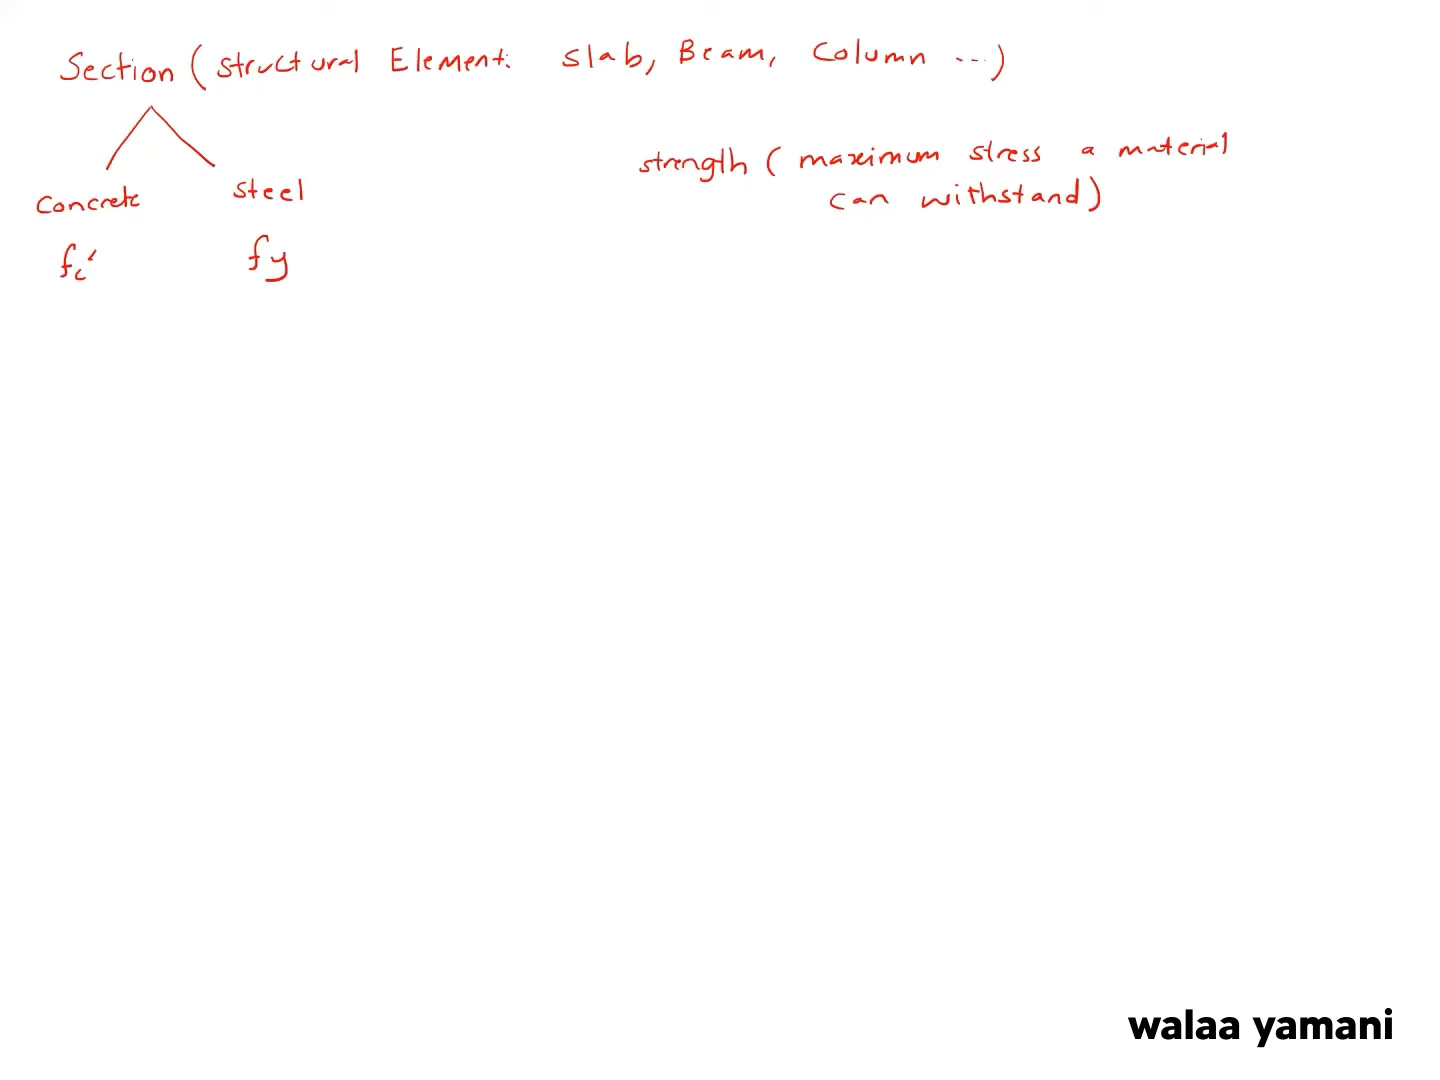 Section (structural Element: slab, Beam, Column ...)
strength ( maximum stress a material
can withstand)
Concrete steel
fc' fy
walaa yamani